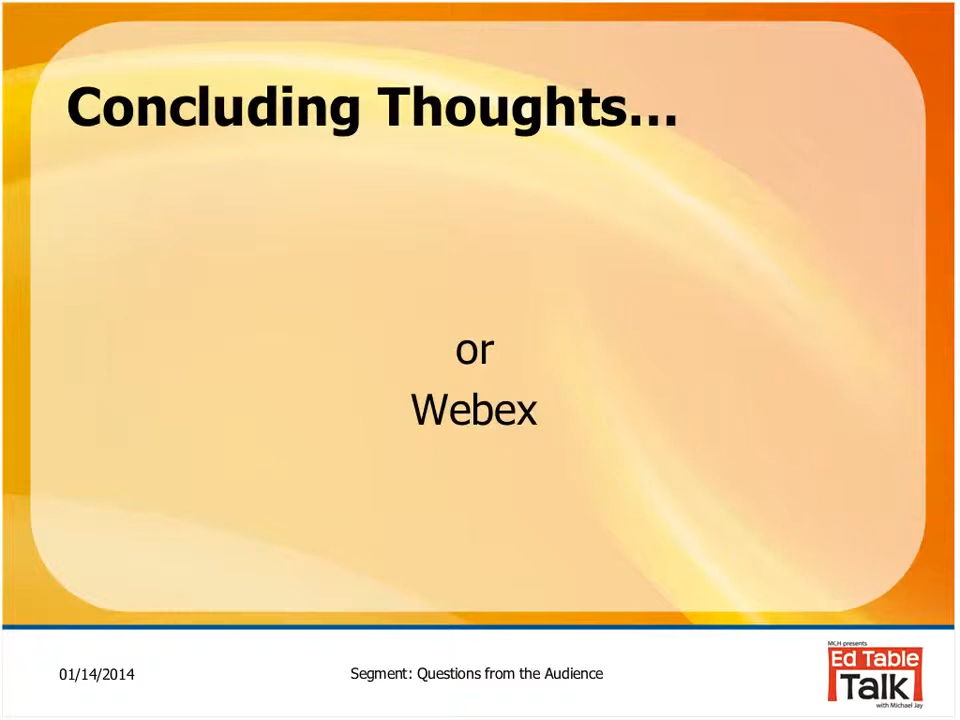 Concluding Thoughts...
or
Webex
01/14/2014
Segment: Questions from the Audience
MCH presents
Ed Table
Talk
with Michael Jay